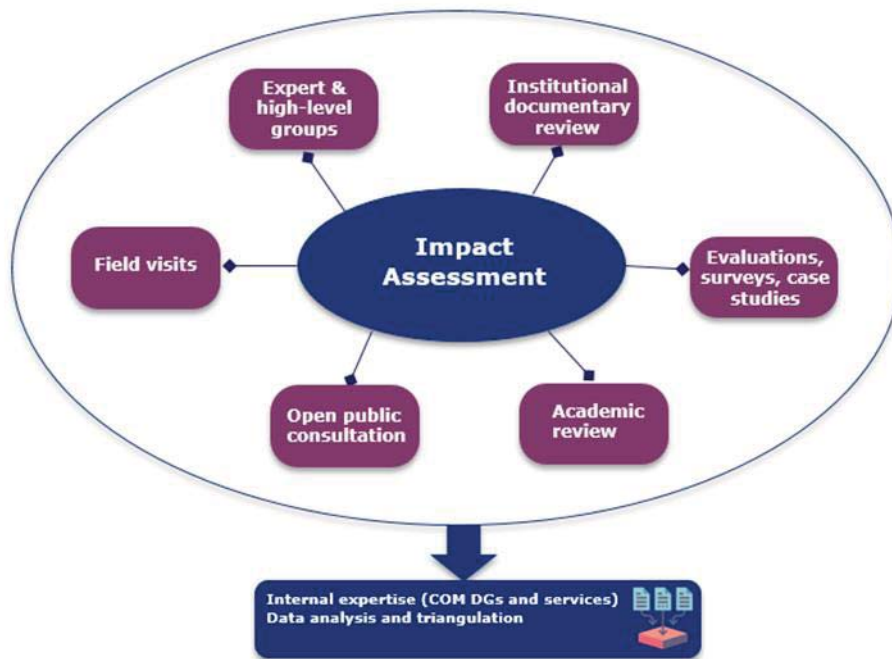 Expert &
high-level
groups
Institutional
documentary
review
Impact
Assessment
Field visits
Evaluations,
surveys, case
studies
Open public
consultation
Academic
review
Internal expertise (COM DGs and services)
Data analysis and triangulation